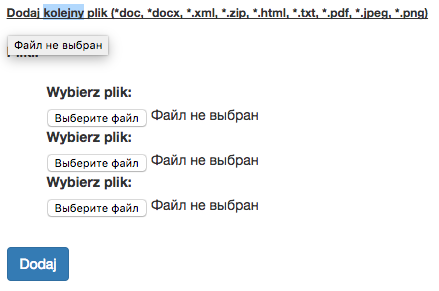 Dodaj kolejny plik (*doc, *docx, *.xml, *.zip, *.html, *.txt, *.pdf, *.jpeg, *.png)
Файл не выбран
Wybierz plik:
Выберите файл Файл не выбран
Wybierz plik:
Выберите файл Файл не выбран
Wybierz plik:
Выберите файл Файл не выбран
Dodaj